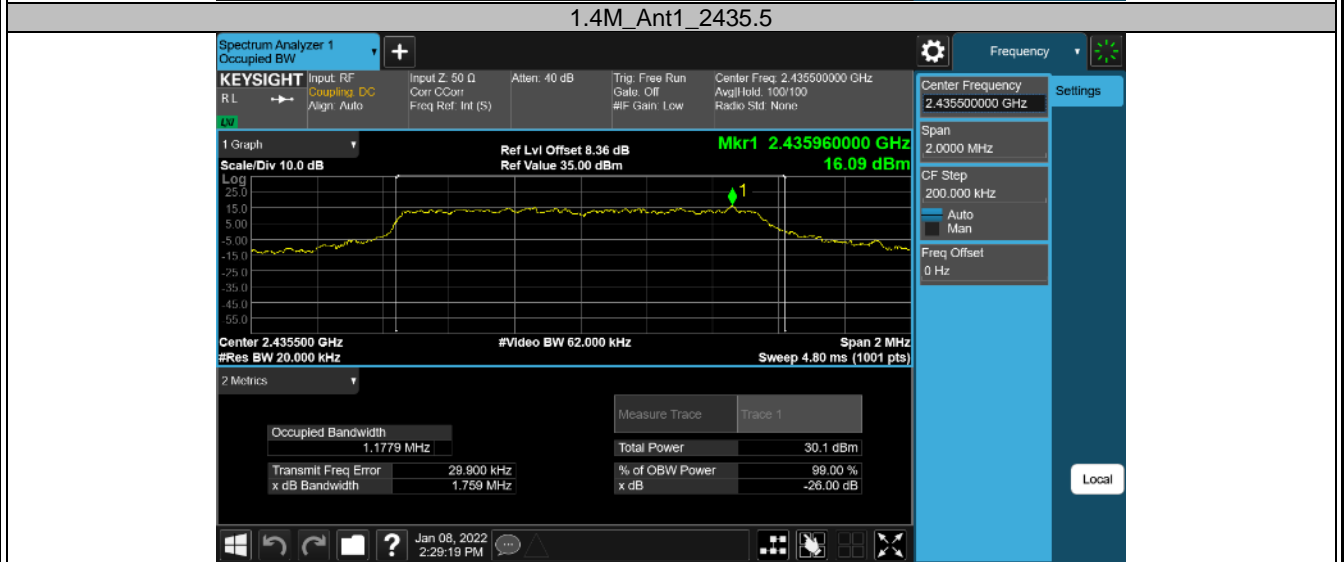 1.4M_Ant1_2435.5
Spectrum Analyzer 1
Occupied BW
+
Frequency
KEYSIGHT
R L
LXI
Input: RF
Coupling: DC
Align: Auto
Input Z: 50 Ω
Corr CCorr
Freq Ref: Int (S)
Atten: 40 dB
Trig: Free Run
Gate: Off
#IF Gain: Low
Center Freq: 2.435500000 GHz
Avg|Hold: 100/100
Radio Std: None
Center Frequency
2.435500000 GHz
Settings
Span
2.0000 MHz
CF Step
200.000 kHz
Auto
Man
Freq Offset
0 Hz
1 Graph
Scale/Div 10.0 dB
Ref Lvl Offset 8.36 dB
Ref Value 35.00 dBm
Mkr1 2.435960000 GHz
16.09 dBm
Log
25.0
15.0
5.00
-5.00
-15.0
-25.0
-35.0
-45.0
55.0
1
Center 2.435500 GHz
#Res BW 20.000 kHz
#Video BW 62.000 kHz
Span 2 MHz
Sweep 4.80 ms (1001 pts)
2 Metrics
Measure Trace Trace 1
Occupied Bandwidth
1.1779 MHz
Total Power 30.1 dBm
Transmit Freq Error 29.900 kHz
% of OBW Power 99.00 %
x dB Bandwidth 1.759 MHz
x dB -26.00 dB
Local
?
Jan 08, 2022
2:29:19 PM